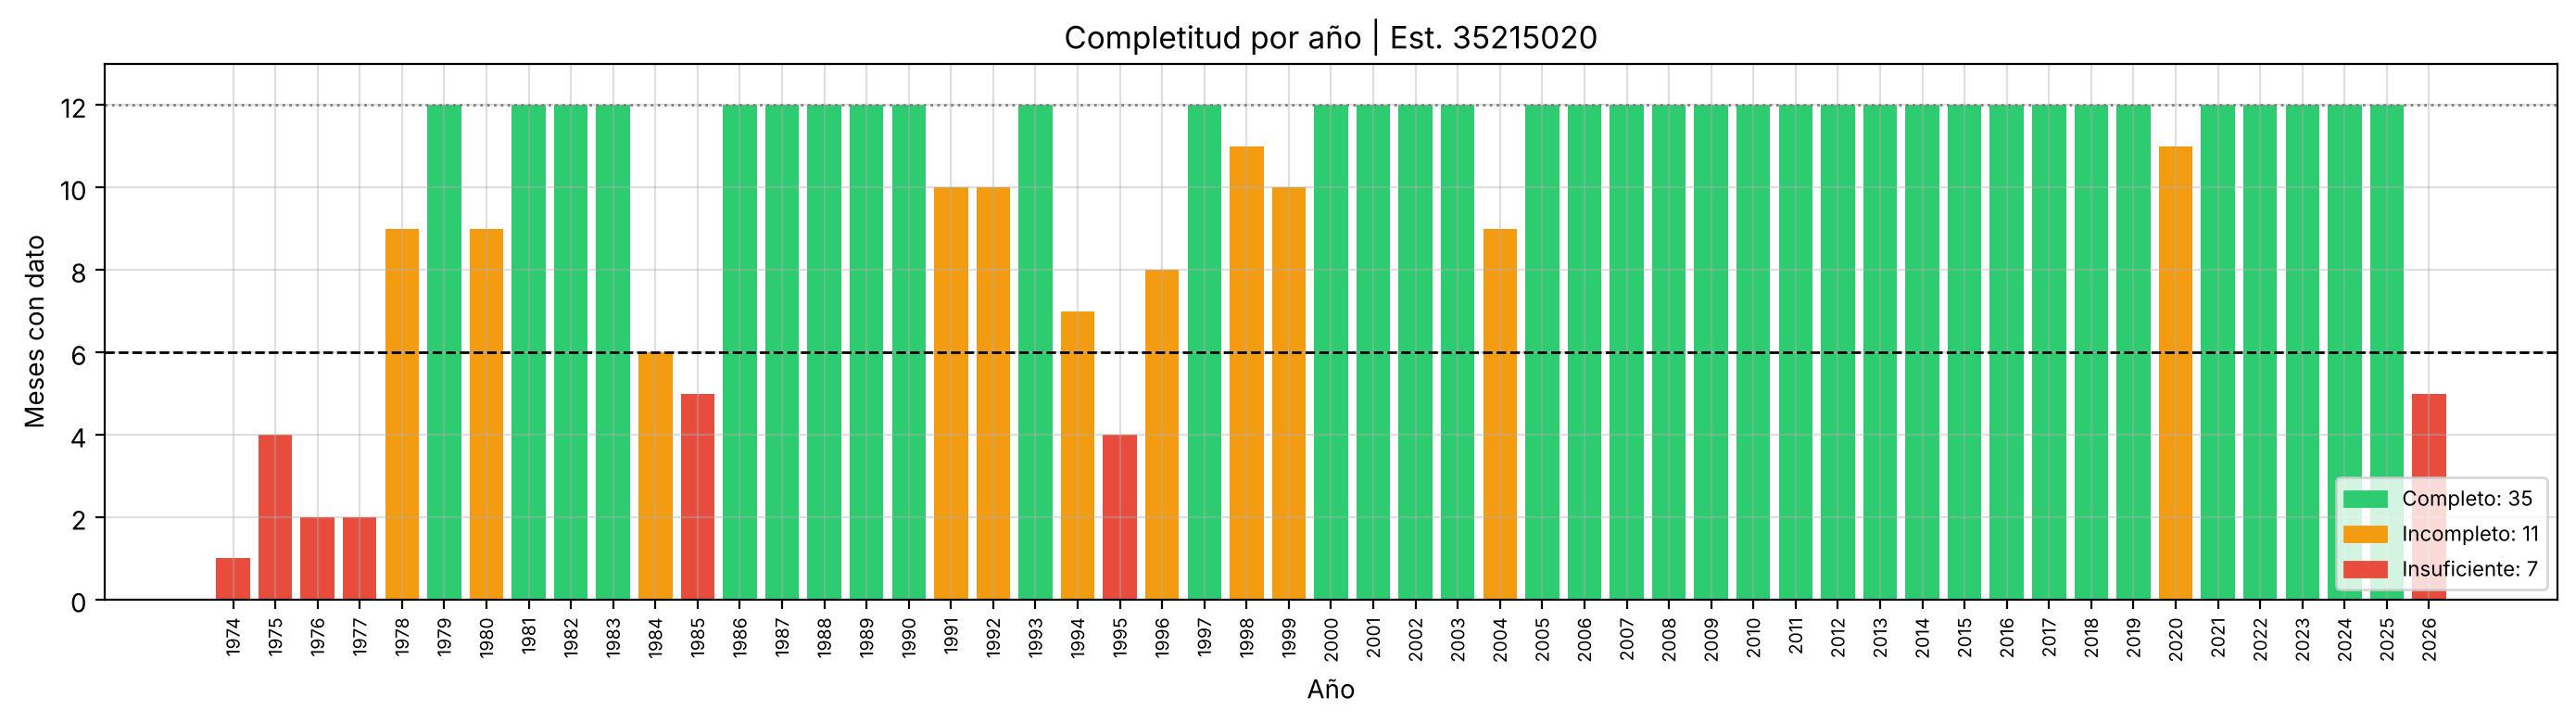 Completitud por año | Est. 35215020
Meses con dato
12
10
8
6
4
2
0
1974 1975 1976 1977 1978 1979 1980 1981 1982 1983 1984 1985 1986 1987 1988 1989 1990 1991 1992 1993 1994 1995 1996 1997 1998 1999 2000 2001 2002 2003 2004 2005 2006 2007 2008 2009 2010 2011 2012 2013 2014 2015 2016 2017 2018 2019 2020 2021 2022 2023 2024 2025 2026
Año
Completo: 35
Incompleto: 11
Insuficiente: 7